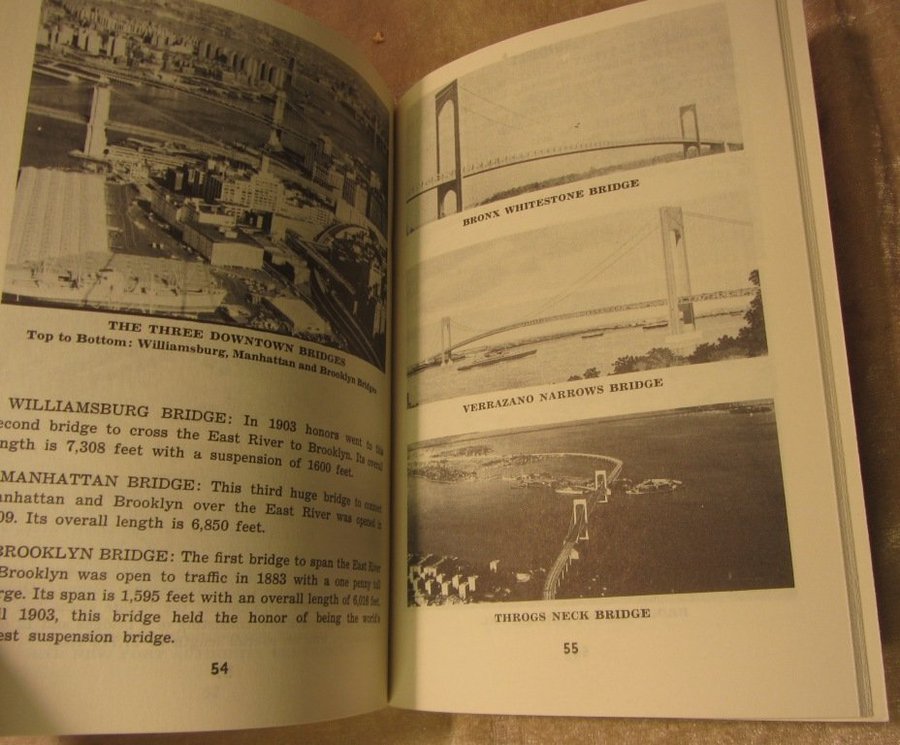 THE THREE DOWNTOWN BRIDGES
Top to Bottom: Williamsburg, Manhattan and Brooklyn Bridges
WILLIAMSBURG BRIDGE: In 1903 honors went to this
econd bridge to cross the East River to Brooklyn. Its overall
ngth is 7,308 feet with a suspension of 1600 feet.
MANHATTAN BRIDGE: This third huge bridge to connect
anhattan and Brooklyn over the East River was opened in
09. Its overall length is 6,850 feet.
BROOKLYN BRIDGE: The first bridge to span the East River
Brooklyn was open to traffic in 1883 with a one penny toll
rge. Its span is 1,595 feet with an overall length of 6,016 feet.
ll 1903, this bridge held the honor of being the world's
est suspension bridge.
54
BRONX WHITESTONE BRIDGE
VERRAZANO NARROWS BRIDGE
THROGS NECK BRIDGE
55